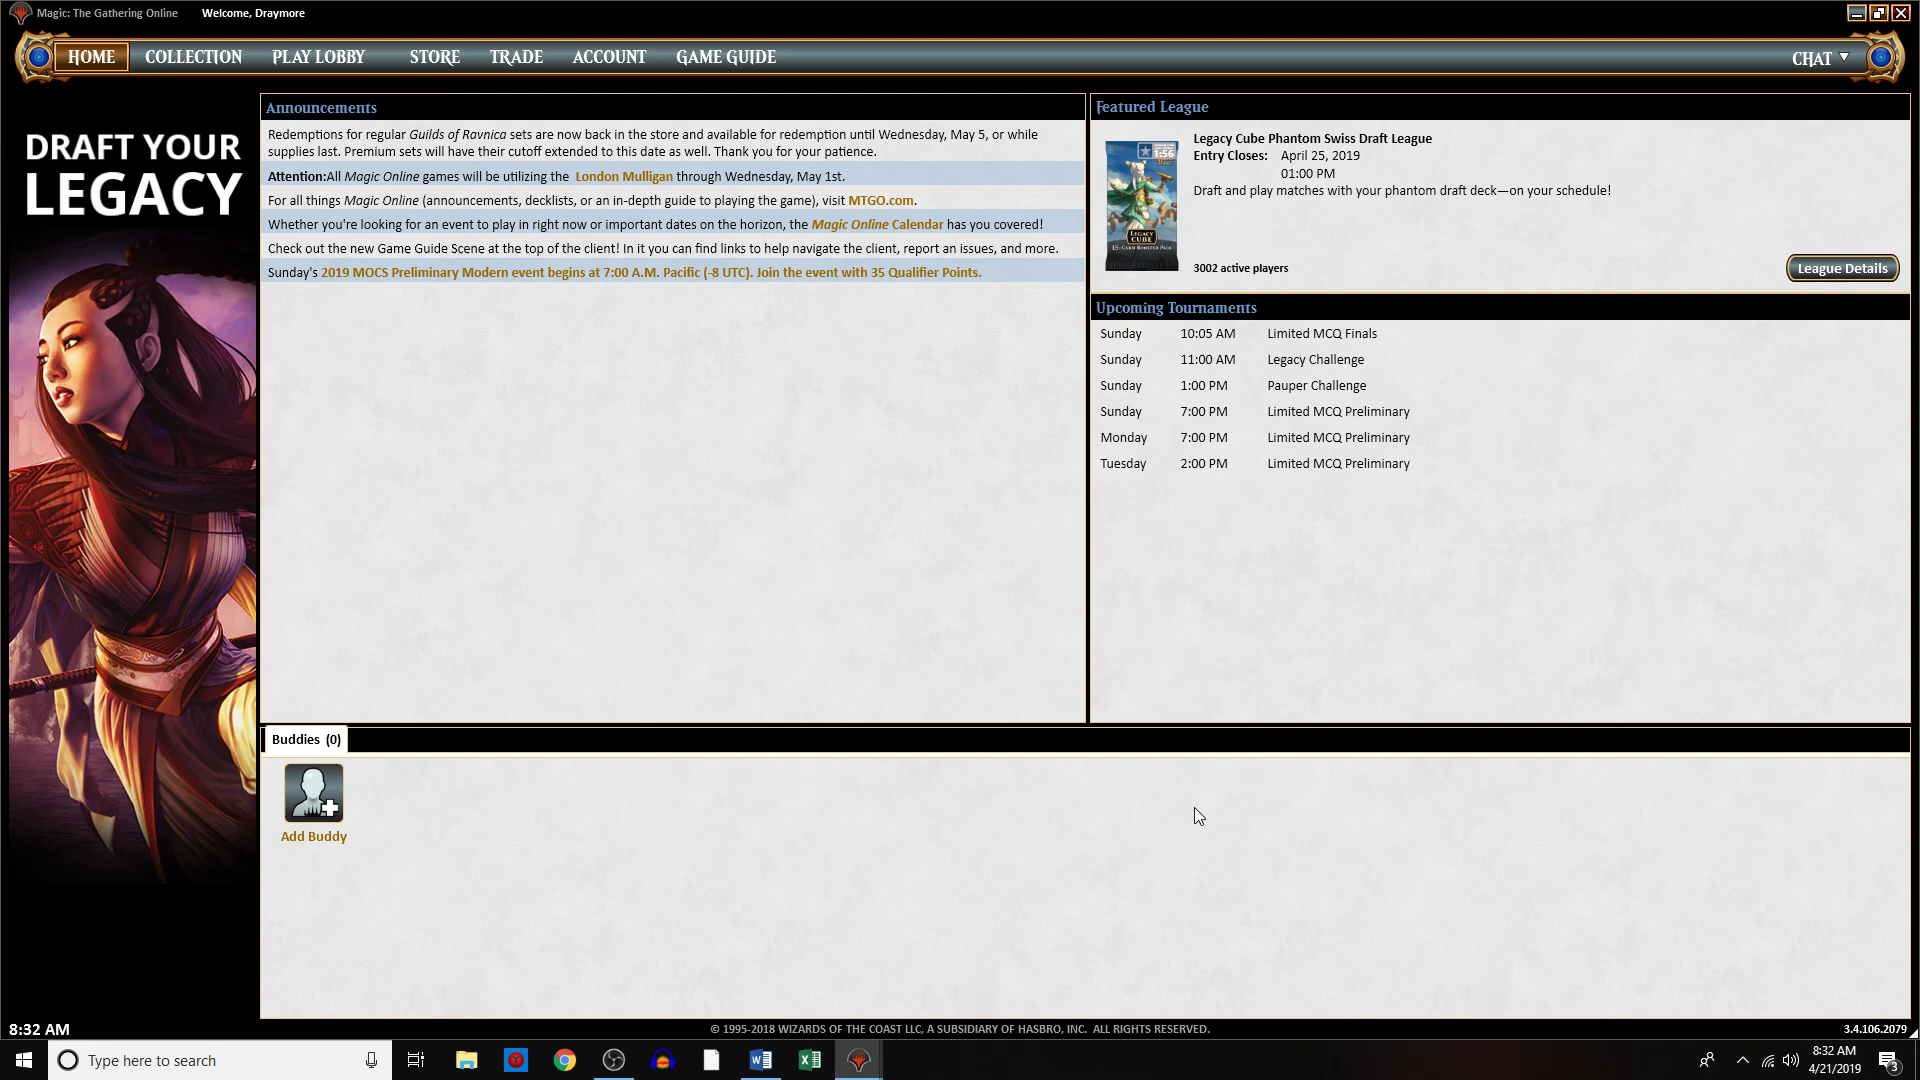 Magic: The Gathering Online Welcome, Draymore
HOME COLLECTION PLAY LOBBY STORE TRADE ACCOUNT GAME GUIDE CHAT
DRAFT YOUR
LEGACY
Announcements
Redemptions for regular Guilds of Ravnica sets are now back in the store and available for redemption until Wednesday, May 5, or while
supplies last. Premium sets will have their cutoff extended to this date as well. Thank you for your patience.
Attention:All Magic Online games will be utilizing the London Mulligan through Wednesday, May 1st.
For all things Magic Online (announcements, decklists, or an in-depth guide to playing the game), visit MTGO.com.
Whether you're looking for an event to play in right now or important dates on the horizon, the Magic Online Calendar has you covered!
Check out the new Game Guide Scene at the top of the client! In it you can find links to help navigate the client, report an issues, and more.
Sunday's 2019 MOCS Preliminary Modern event begins at 7:00 A.M. Pacific (-8 UTC). Join the event with 35 Qualifier Points.
Featured League
1:56
LEGACY
CUBE
15-CARD BOOSTER PACK
Legacy Cube Phantom Swiss Draft League
Entry Closes: April 25, 2019
01:00 PM
Draft and play matches with your phantom draft deck—on your schedule!
3002 active players
League Details
Upcoming Tournaments
Sunday 10:05 AM Limited MCQ Finals
Sunday 11:00 AM Legacy Challenge
Sunday 1:00 PM Pauper Challenge
Sunday 7:00 PM Limited MCQ Preliminary
Monday 7:00 PM Limited MCQ Preliminary
Tuesday 2:00 PM Limited MCQ Preliminary
Buddies (0)
Add Buddy
8:32 AM
© 1995-2018 WIZARDS OF THE COAST LLC, A SUBSIDIARY OF HASBRO, INC. ALL RIGHTS RESERVED.
3.4.106.2079
Type here to search
8:32 AM
4/21/2019
3